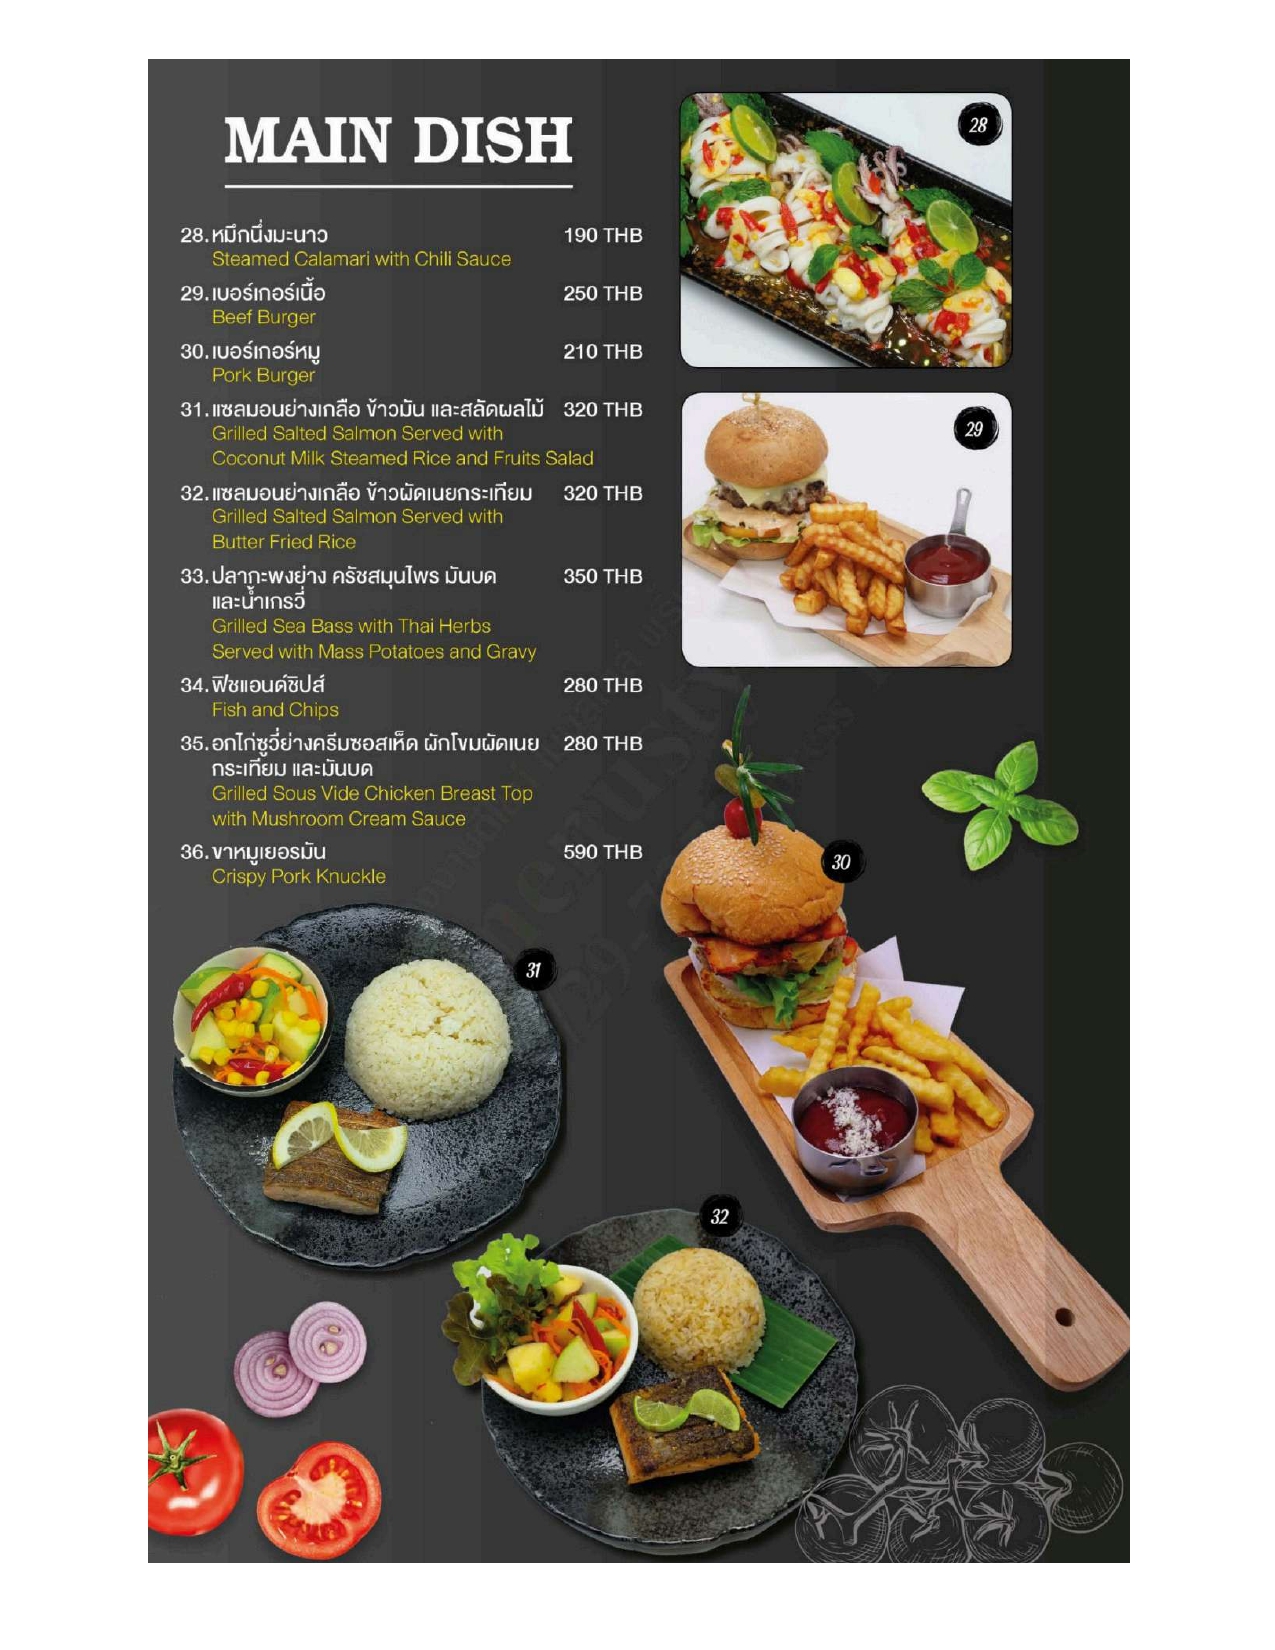 MAIN DISH
28. หมึกนึ่งมะนาว 190 THB
Steamed Calamari with Chili Sauce
29. เบอร์เกอร์เนื้อ 250 THB
Beef Burger
30. เบอร์เกอร์หมู 210 THB
Pork Burger
31. แซลมอนย่างเกลือ ข้าวมัน และสลัดผลไม้ 320 THB
Grilled Salted Salmon Served with
Coconut Milk Steamed Rice and Fruits Salad
32. แซลมอนย่างเกลือ ข้าวผัดเนยกระเทียม 320 THB
Grilled Salted Salmon Served with
Butter Fried Rice
33. ปลากะพงย่าง ครัชสมุนไพร มันบด 350 THB
และน้ำเกรวี่
Grilled Sea Bass with Thai Herbs
Served with Mass Potatoes and Gravy
34. ฟิชแอนด์ชิปส์ 280 THB
Fish and Chips
35. อกไก่ซูวี่ย่างครีมซอสเห็ด ผักโขมผัดเนย 280 THB
กระเทียม และมันบด
Grilled Sous Vide Chicken Breast Top
with Mushroom Cream Sauce
36. ขาหมูเยอรมัน 590 THB
Crispy Pork Knuckle
28
29
30
31
32